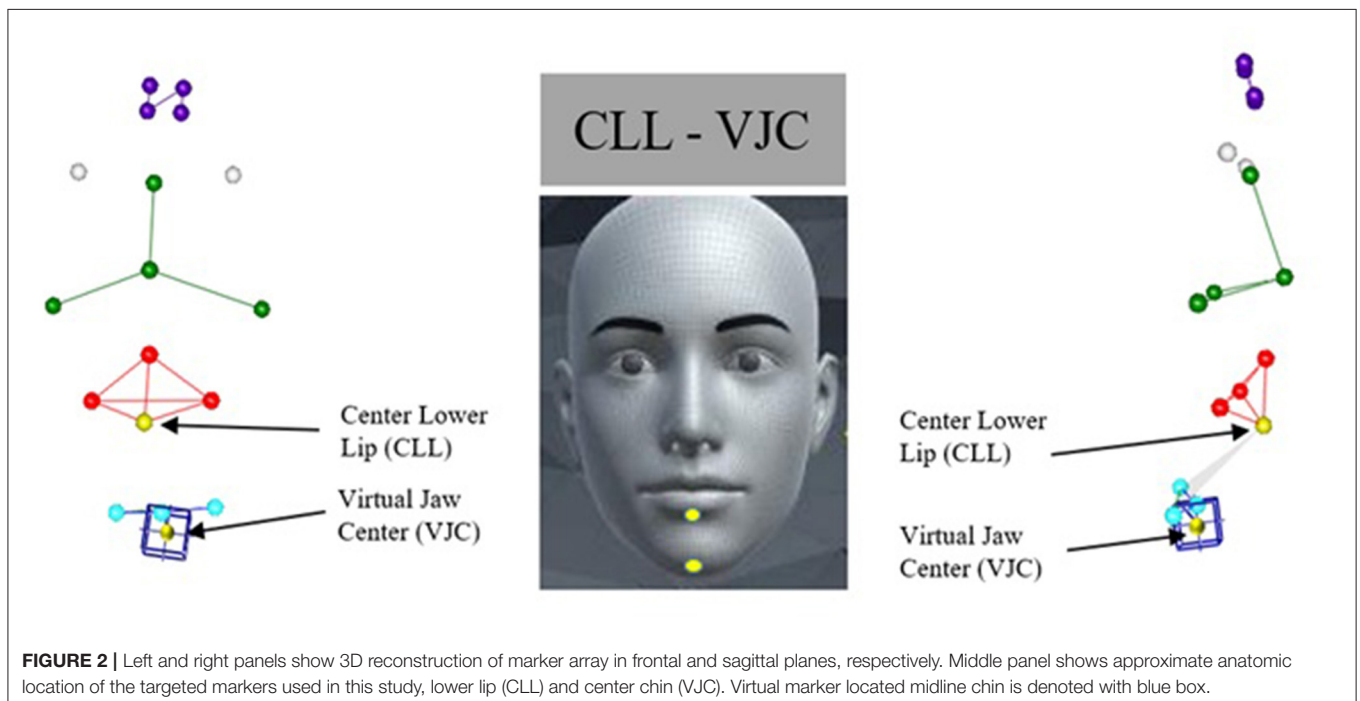 CLL - VJC
Center Lower
Lip (CLL)
Virtual Jaw
Center (VJC)
Center Lower
Lip (CLL)
Virtual Jaw
Center (VJC)
FIGURE 2 | Left and right panels show 3D reconstruction of marker array in frontal and sagittal planes, respectively. Middle panel shows approximate anatomic
location of the targeted markers used in this study, lower lip (CLL) and center chin (VJC). Virtual marker located midline chin is denoted with blue box.